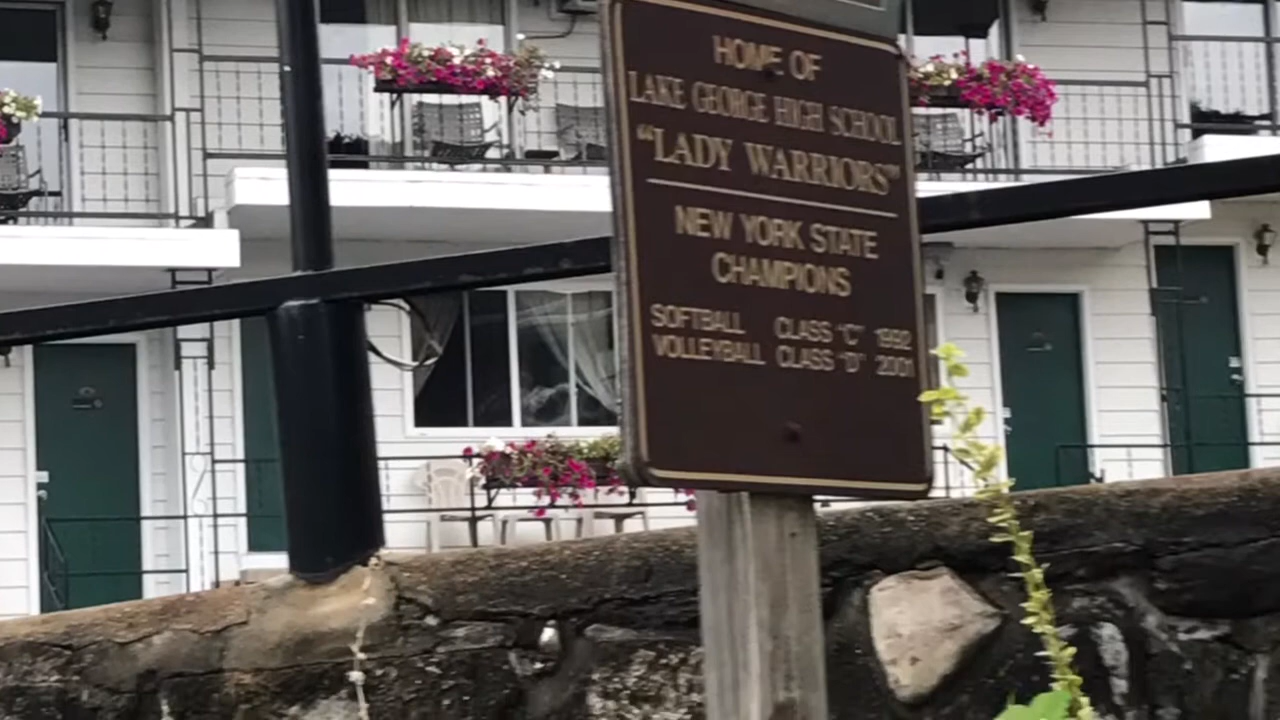 HOME OF
LAKE GEORGE HIGH SCHOOL
"LADY WARRIORS"
NEW YORK STATE
CHAMPIONS
SOFTBALL CLASS "C" 1992
VOLLEYBALL CLASS "D" 2001